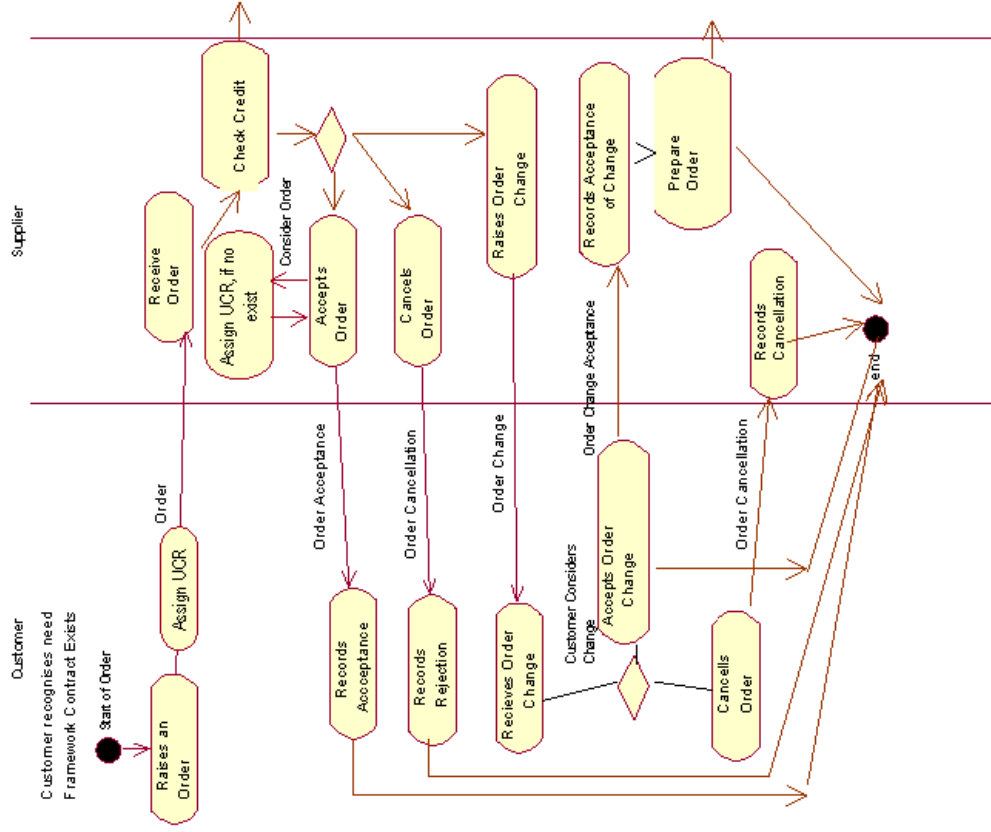 Customer
Customer recognises need
Framework Contract Exists
Start of Order
Raises an
Order
Assign UCR
Order
Supplier
Receive
Order
Check Credit
Assign UCR, if no
exist
Consider Order
Accepts
Order
Order Acceptance
Records
Accceptance
Cancels
Order
Order Cancellation
Records
Rejection
Raises Order
Change
Order Change
Recieves Order
Change
Customer Considers
Change
Accepts Order
Change
Order Change Acceptance
Records Acceptance
of Change
Prepare
Order
Cancells
Order
Order Cancellation
Records
Cancellation
end